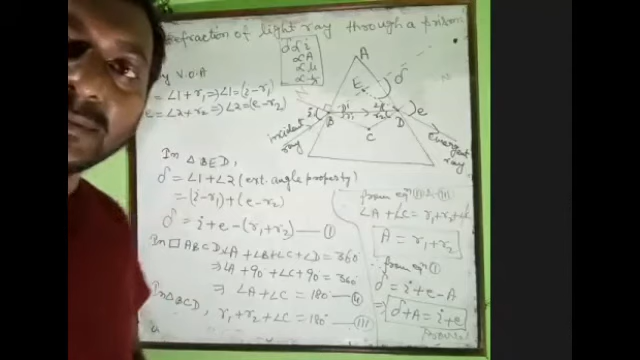 Refraction of light ray through a prism
δ α i
α A
α μ
α r
By V.O.A
i = ∠1 + r₁ ⇒ ∠1 = (i - r₁)
e = ∠2 + r₂ ⇒ ∠2 = (e - r₂)
A
E
δ
i
B
r₁
r₂
D
e
C
incident
ray
Emergent
ray
In △ BED,
δ = ∠1 + ∠2 (ext. angle property)
= (i - r₁) + (e - r₂)
δ = i + e - (r₁ + r₂) — (I)
In □ ABCD, ∠A + ∠B + ∠C + ∠D = 360°
⇒ ∠A + 90° + ∠C + 90° = 360°
⇒ ∠A + ∠C = 180° — (II)
In △BCD,
r₁ + r₂ + ∠C = 180° — (III)
from eqⁿ (II) & (III)
∠A + ∠C = r₁ + r₂ + ∠C
A = r₁ + r₂
∴ from eqⁿ (I)
δ = i + e - A
⇒ δ + A = i + e